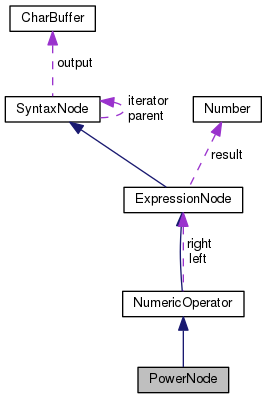 CharBuffer
output
SyntaxNode
iterator
parent
Number
result
ExpressionNode
right
left
NumericOperator
PowerNode